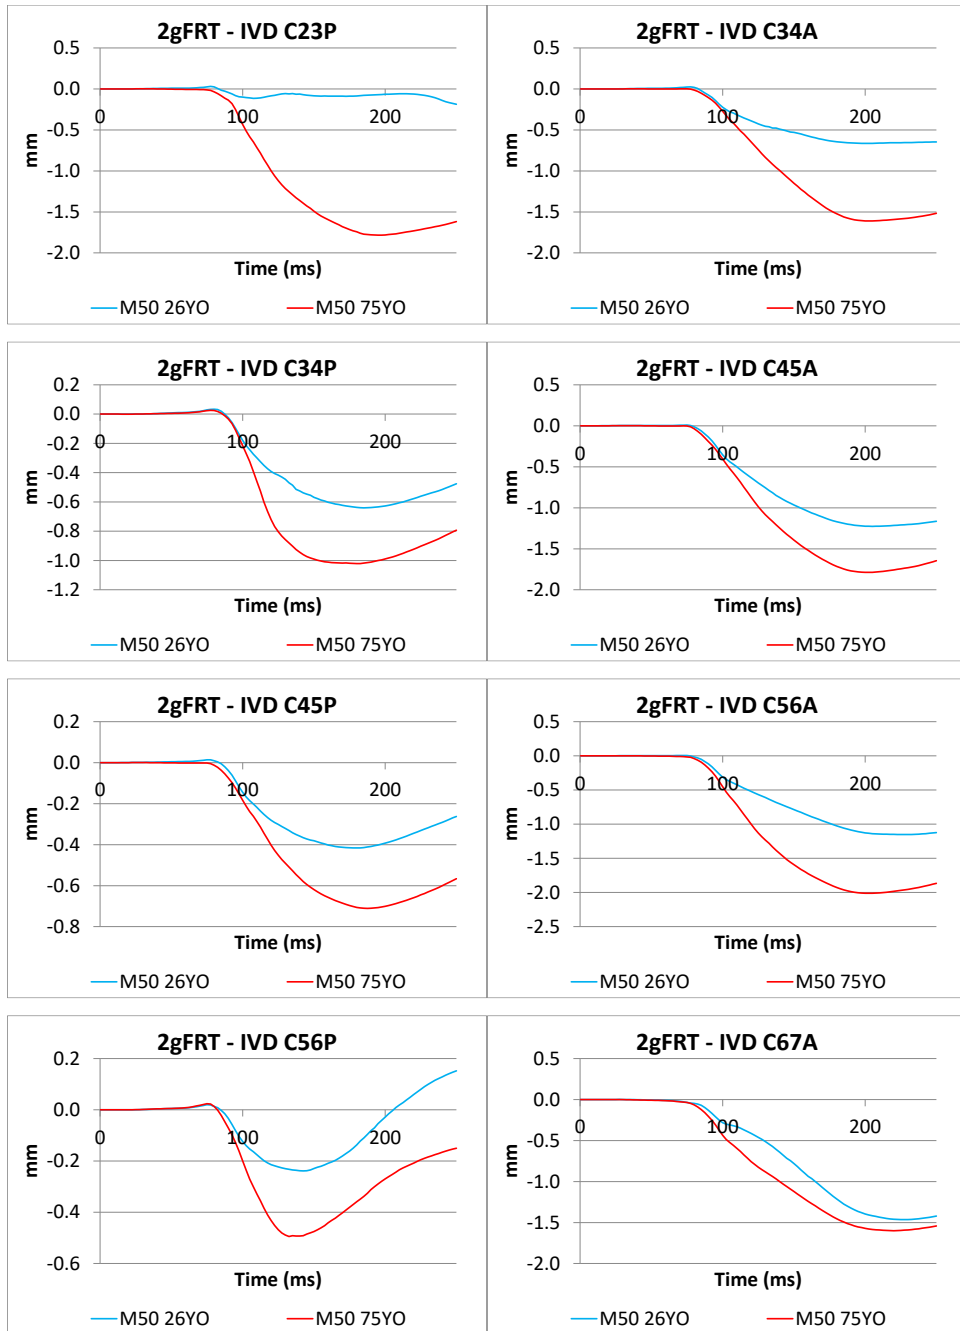 2gFRT - IVD C23P
0.5
0.0
-0.5
-1.0
-1.5
-2.0
0
100
200
mm
Time (ms)
M50 26YO
M50 75YO
2gFRT - IVD C34A
0.5
0.0
-0.5
-1.0
-1.5
-2.0
0
100
200
mm
Time (ms)
M50 26YO
M50 75YO
2gFRT - IVD C34P
0.2
0.0
-0.2
-0.4
-0.6
-0.8
-1.0
-1.2
0
100
200
mm
Time (ms)
M50 26YO
M50 75YO
2gFRT - IVD C45A
0.5
0.0
-0.5
-1.0
-1.5
-2.0
0
100
200
mm
Time (ms)
M50 26YO
M50 75YO
2gFRT - IVD C45P
0.2
0.0
-0.2
-0.4
-0.6
-0.8
0
100
200
mm
Time (ms)
M50 26YO
M50 75YO
2gFRT - IVD C56A
0.5
0.0
-0.5
-1.0
-1.5
-2.0
-2.5
0
100
200
mm
Time (ms)
M50 26YO
M50 75YO
2gFRT - IVD C56P
0.2
0.0
-0.2
-0.4
-0.6
0
100
200
mm
Time (ms)
M50 26YO
M50 75YO
2gFRT - IVD C67A
0.5
0.0
-0.5
-1.0
-1.5
-2.0
0
100
200
mm
Time (ms)
M50 26YO
M50 75YO